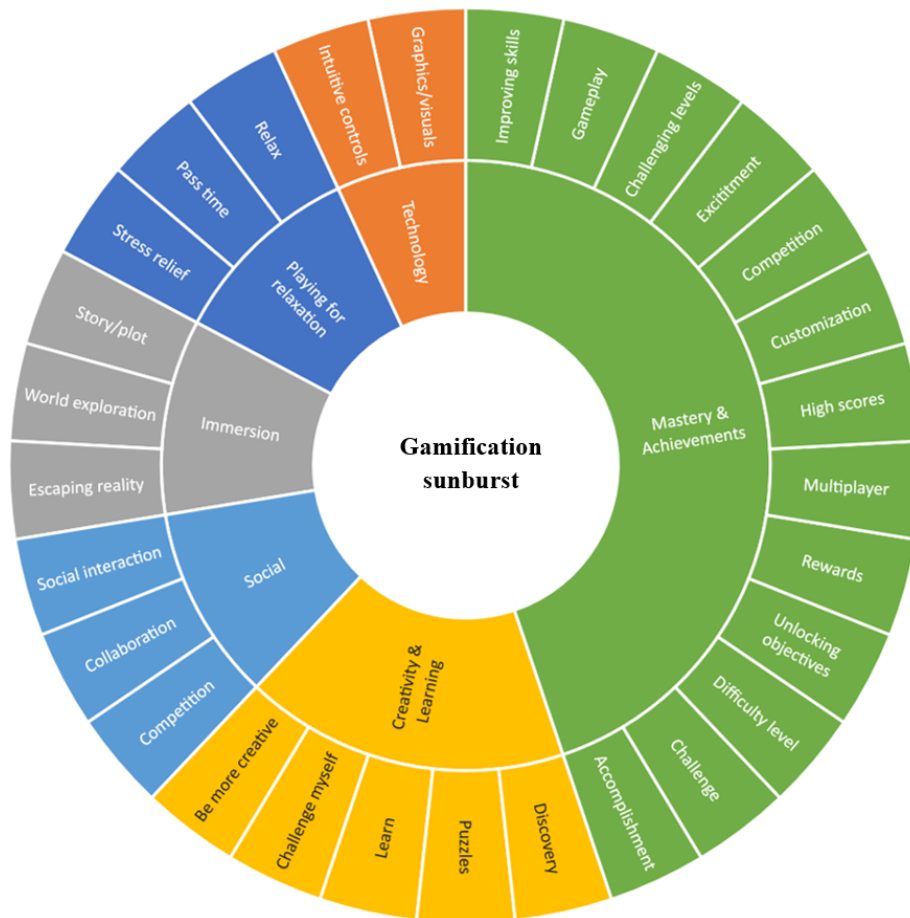 Gamification
sunburst
Mastery &
Achievements
Improving skills
Gameplay
Challenging levels
Excititment
Competition
Customization
High scores
Multiplayer
Rewards
Unlocking
objectives
Difficulty level
Challenge
Accomplishment
Creativity &
Learning
Discovery
Puzzles
Learn
Challenge myself
Be more creative
Social
Competition
Collaboration
Social interaction
Immersion
Escaping reality
World exploration
Story/plot
Playing for
relaxation
Stress relief
Pass time
Relax
Technology
Intuitive controls
Graphics/visuals